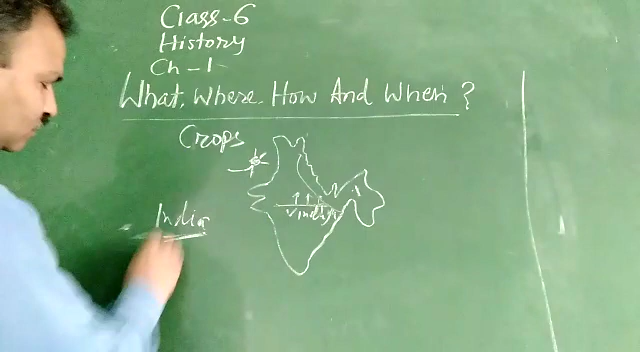 Class-6
History
Ch-1
What, Where, How And When?
Crops
India